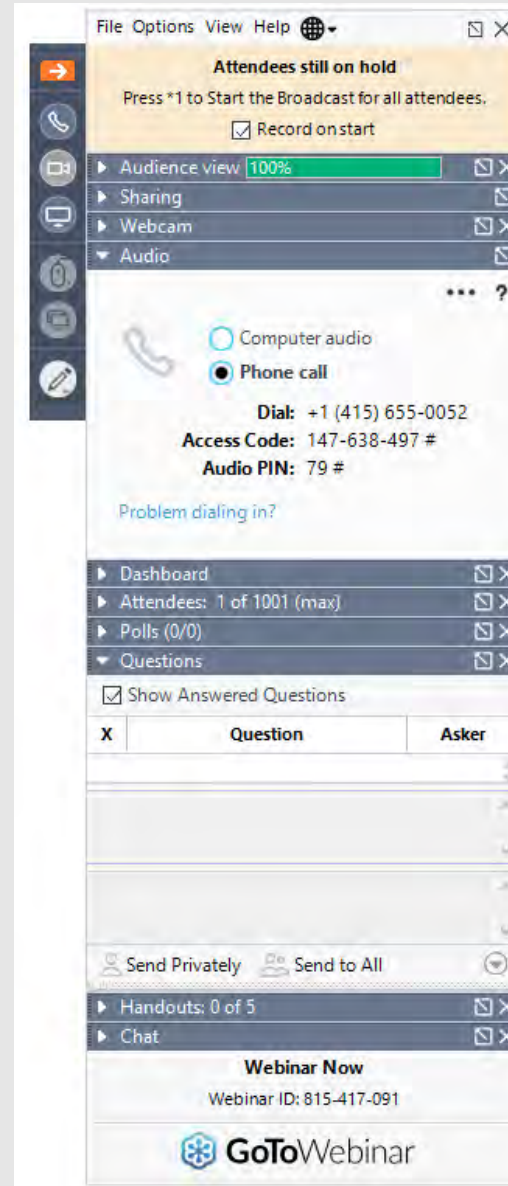 File Options View Help
Attendees still on hold
Press *1 to Start the Broadcast for all attendees.
Record on start
Audience view 100%
Sharing
Webcam
Audio
... ?
Computer audio
Phone call
Dial: +1 (415) 655-0052
Access Code: 147-638-497 #
Audio PIN: 79 #
Problem dialing in?
Dashboard
Attendees: 1 of 1001 (max)
Polls (0/0)
Questions
Show Answered Questions
X Question Asker
Send Privately Send to All
Handouts: 0 of 5
Chat
Webinar Now
Webinar ID: 815-417-091
GoToWebinar